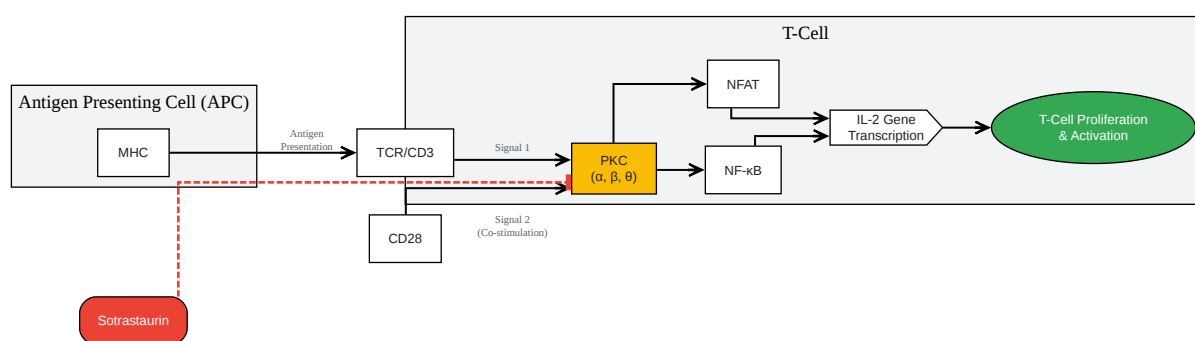 T-Cell
NFAT
Antigen Presenting Cell (APC)
IL-2 Gene
Transcription
T-Cell Proliferation
& Activation
Antigen
Presentation
MHC
TCR/CD3
Signal 1
PKC
(α, β, θ)
NF-κB
Signal 2
(Co-stimulation)
CD28
Sotrastaurin